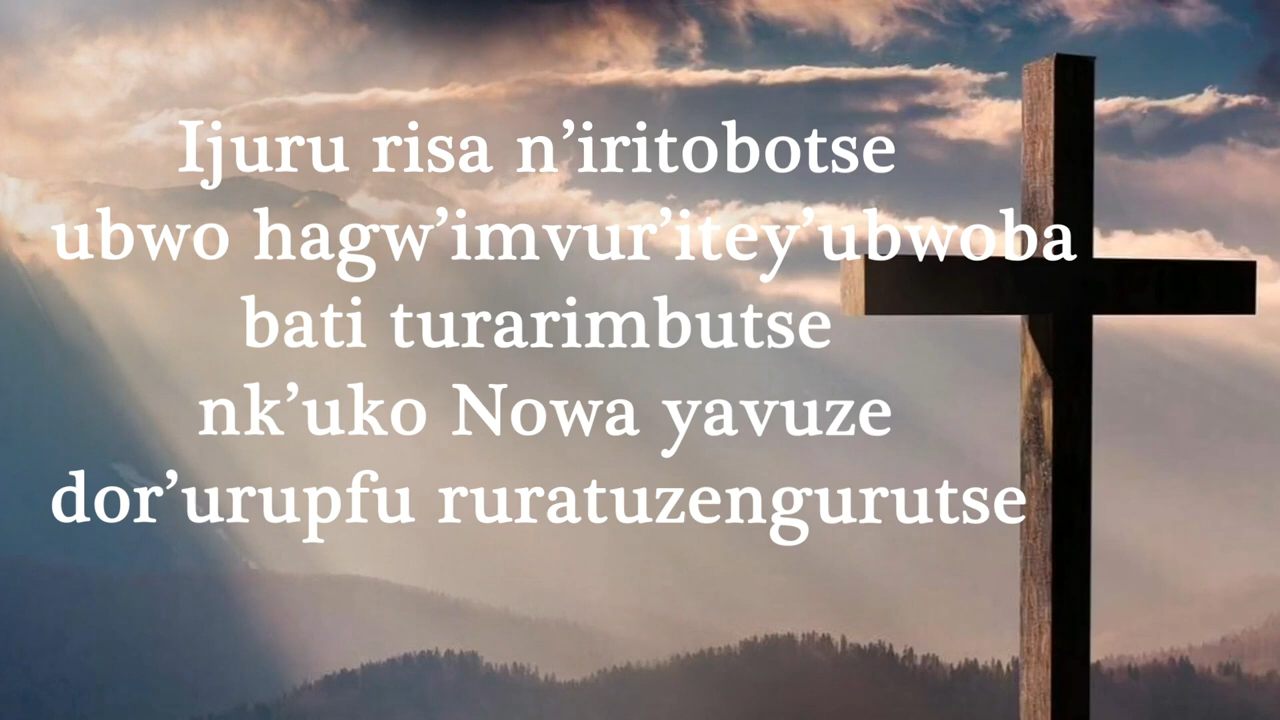 Ijuru risa n’iritobotse
ubwo hagw’imvur’itey’ubwoba
bati turarimbutse
nk’uko Nowa yavuze
dor’urupfu ruratuzengurutse